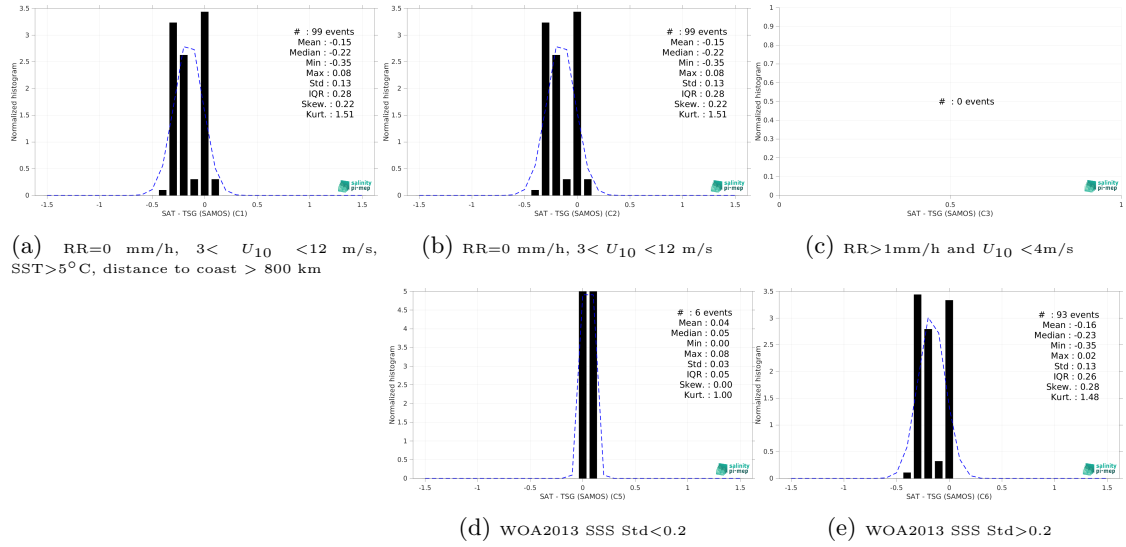 3.5
3
2.5
2
1.5
1
0.5
0
Normalized histogram
# : 99 events
Mean : -0.15
Median : -0.22
Min : -0.35
Max : 0.08
Std : 0.13
IQR : 0.28
Skew. : 0.22
Kurt. : 1.51
salinity
pi-mep
-1.5 -1 -0.5 0 0.5 1 1.5
SAT - TSG (SAMOS) (C1)
(a) RR=0 mm/h, 3< U10 <12 m/s,
SST>5°C, distance to coast > 800 km
3.5
3
2.5
2
1.5
1
0.5
0
Normalized histogram
# : 99 events
Mean : -0.15
Median : -0.22
Min : -0.35
Max : 0.08
Std : 0.13
IQR : 0.28
Skew. : 0.22
Kurt. : 1.51
salinity
pi-mep
-1.5 -1 -0.5 0 0.5 1 1.5
SAT - TSG (SAMOS) (C2)
(b) RR=0 mm/h, 3< U10 <12 m/s
1
0.9
0.8
0.7
0.6
0.5
0.4
0.3
0.2
0.1
0
Normalized histogram
# : 0 events
salinity
pi-mep
0 0.5 1
SAT - TSG (SAMOS) (C3)
(c) RR>1mm/h and U10 <4m/s
5
4.5
4
3.5
3
2.5
2
1.5
1
0.5
0
Normalized histogram
# : 6 events
Mean : 0.04
Median : 0.05
Min : 0.00
Max : 0.08
Std : 0.03
IQR : 0.05
Skew. : 0.00
Kurt. : 1.00
salinity
pi-mep
-1.5 -1 -0.5 0 0.5 1 1.5
SAT - TSG (SAMOS) (C5)
(d) WOA2013 SSS Std<0.2
3.5
3
2.5
2
1.5
1
0.5
0
Normalized histogram
# : 93 events
Mean : -0.16
Median : -0.23
Min : -0.35
Max : 0.02
Std : 0.13
IQR : 0.26
Skew. : 0.28
Kurt. : 1.48
salinity
pi-mep
-1.5 -1 -0.5 0 0.5 1 1.5
SAT - TSG (SAMOS) (C6)
(e) WOA2013 SSS Std>0.2